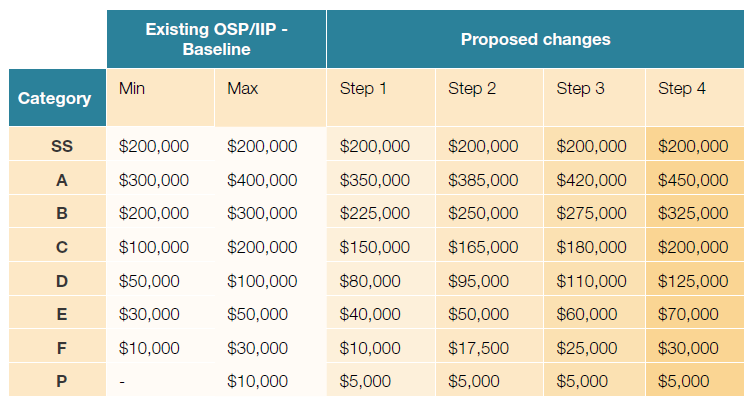 Existing OSP/IIP -
Baseline
Proposed changes
Category
Min Max Step 1 Step 2 Step 3 Step 4
SS $200,000 $200,000 $200,000 $200,000 $200,000 $200,000
A $300,000 $400,000 $350,000 $385,000 $420,000 $450,000
B $200,000 $300,000 $225,000 $250,000 $275,000 $325,000
C $100,000 $200,000 $150,000 $165,000 $180,000 $200,000
D $50,000 $100,000 $80,000 $95,000 $110,000 $125,000
E $30,000 $50,000 $40,000 $50,000 $60,000 $70,000
F $10,000 $30,000 $10,000 $17,500 $25,000 $30,000
P - $10,000 $5,000 $5,000 $5,000 $5,000